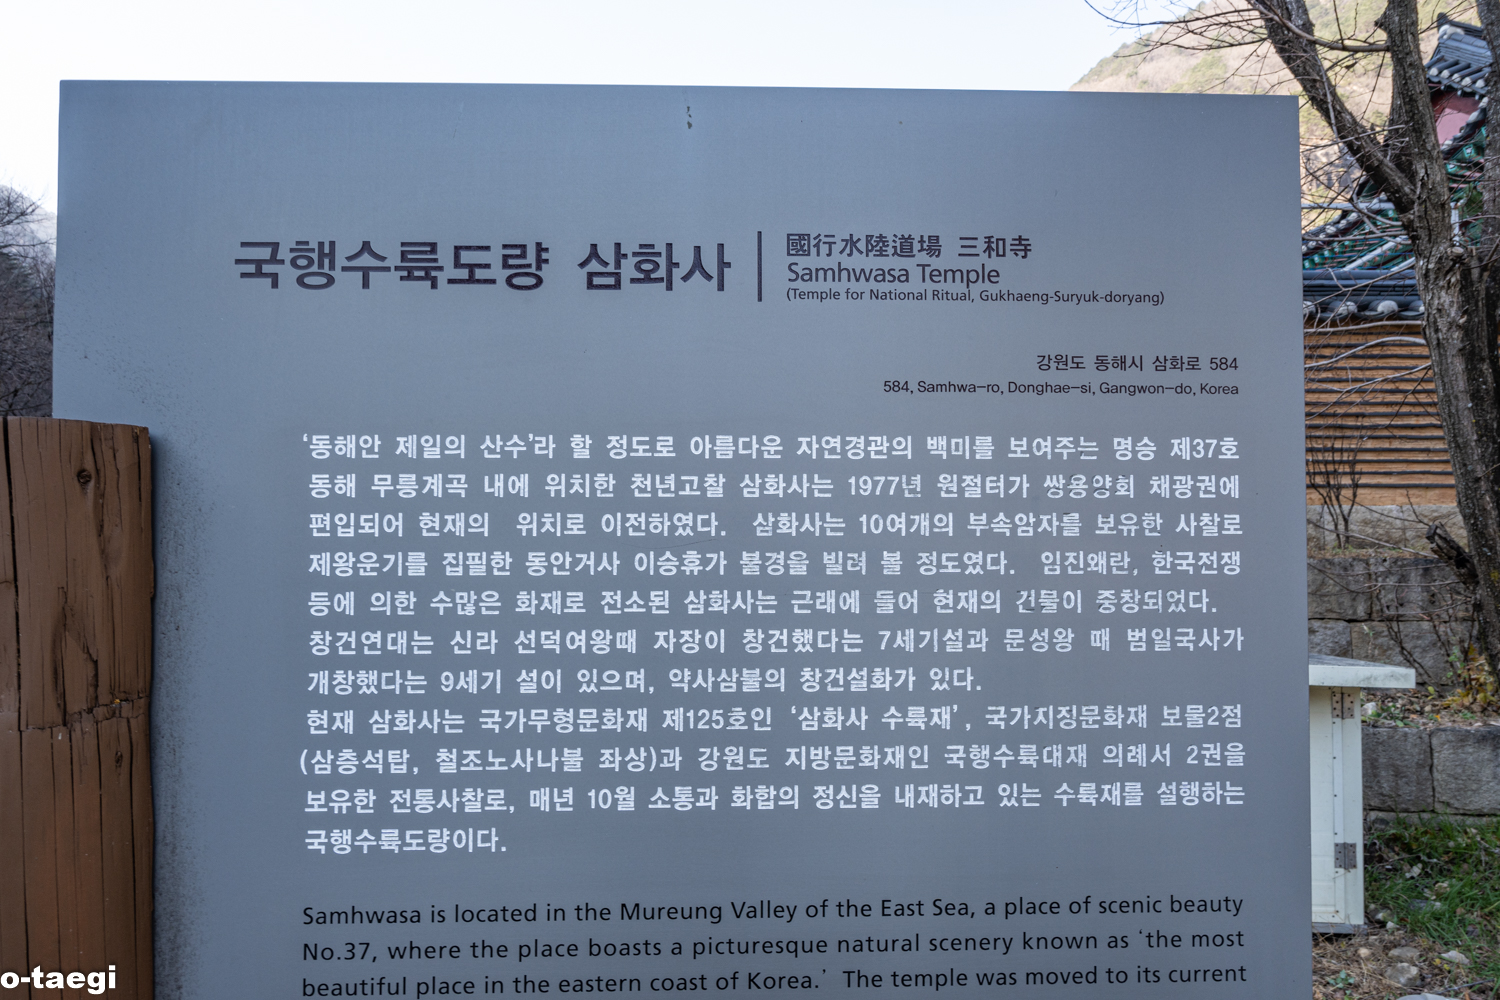 국행수륙도량 삼화사
國行水陸道場 三和寺
Samhwasa Temple
(Temple for National Ritual, Gukhaeng-Suryuk-doryang)
강원도 동해시 삼화로 584
584, Samhwa-ro, Donghae-si, Gangwon-do, Korea
'동해안 제일의 산수'라 할 정도로 아름다운 자연경관의 백미를 보여주는 명승 제37호
동해 무릉계곡 내에 위치한 천년고찰 삼화사는 1977년 원절터가 쌍용양회 채광권에
편입되어 현재의 위치로 이전하였다. 삼화사는 10여개의 부속암자를 보유한 사찰로
제왕운기를 집필한 동안거사 이승휴가 불경을 빌려 볼 정도였다. 임진왜란, 한국전쟁
등에 의한 수많은 화재로 전소된 삼화사는 근래에 들어 현재의 건물이 중창되었다.
창건연대는 신라 선덕여왕때 자장이 창건했다는 7세기설과 문성왕 때 범일국사가
개창했다는 9세기 설이 있으며, 약사삼불의 창건설화가 있다.
현재 삼화사는 국가무형문화재 제125호인 '삼화사 수륙재', 국가지정문화재 보물2점
(삼층석탑, 철조노사나불 좌상)과 강원도 지방문화재인 국행수륙대재 의례서 2권을
보유한 전통사찰로, 매년 10월 소통과 화합의 정신을 내재하고 있는 수륙재를 설행하는
국행수륙도량이다.
Samhwasa is located in the Mureung Valley of the East Sea, a place of scenic beauty
No.37, where the place boasts a picturesque natural scenery known as 'the most
beautiful place in the eastern coast of Korea.' The temple was moved to its current
o-taegi